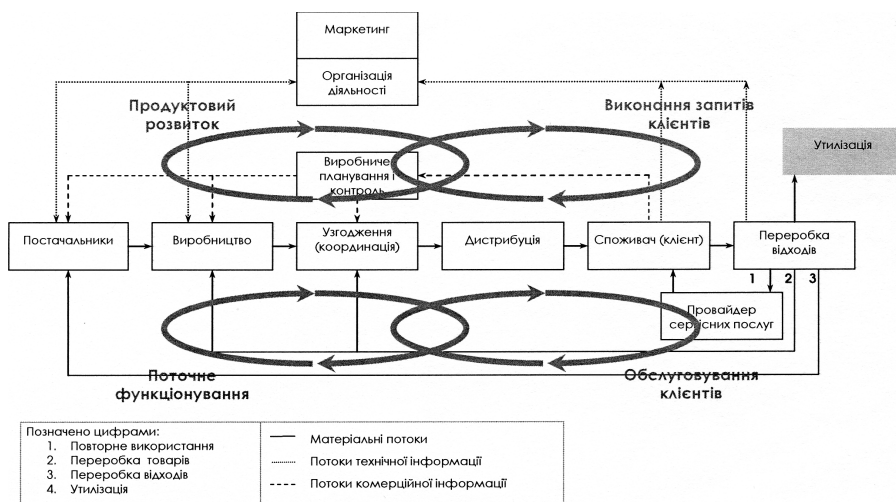 Маркетинг
Організація
діяльності
Продуктовий
розвиток
Виконання запитів
клієнтів
Утилізація
Виробниче
планування і
контроль
Постачальники
Виробництво
Узгодження
(координація)
Дистрибуція
Споживач (клієнт)
Переробка
відходів
1 2 3
Провайдер
сервісних послуг
Поточне
функціонування
Обслуговування
клієнтів
Позначено цифрами:
1. Повторне використання
2. Переробка товарів
3. Переробка відходів
4. Утилізація
Матеріальні потоки
Потоки технічної інформації
Потоки комерційної інформації